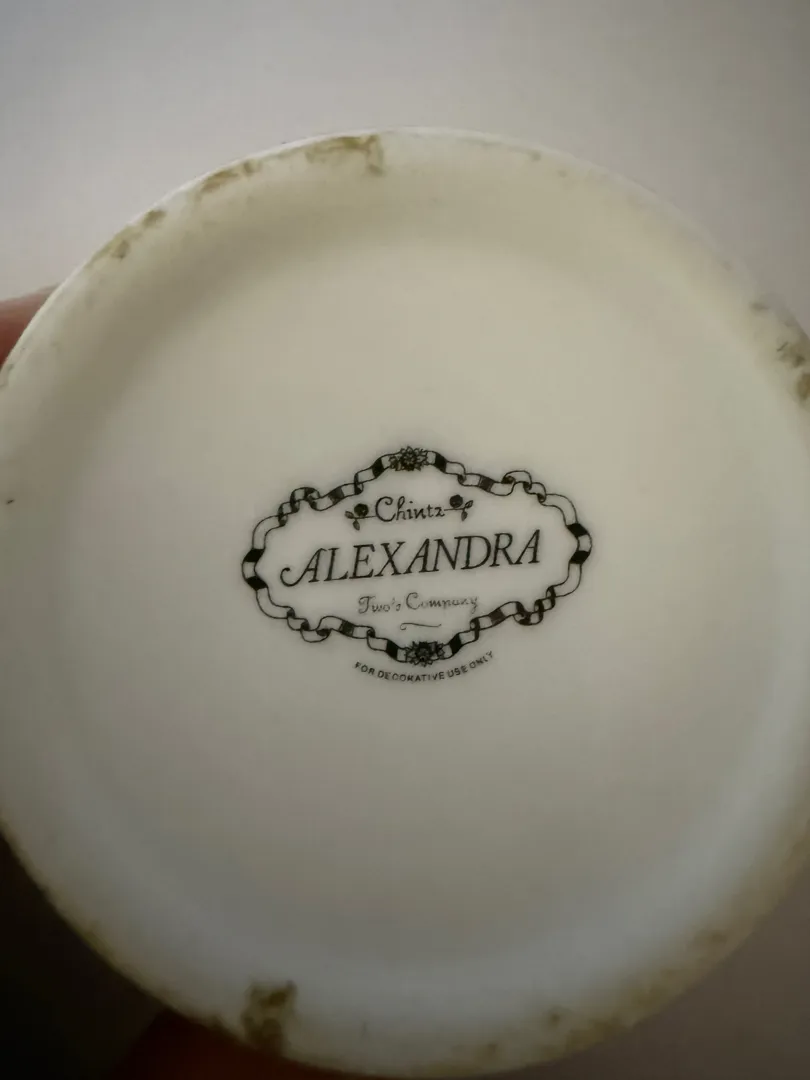 Chintz
ALEXANDRA
Two's Company
FOR DECORATIVE USE ONLY